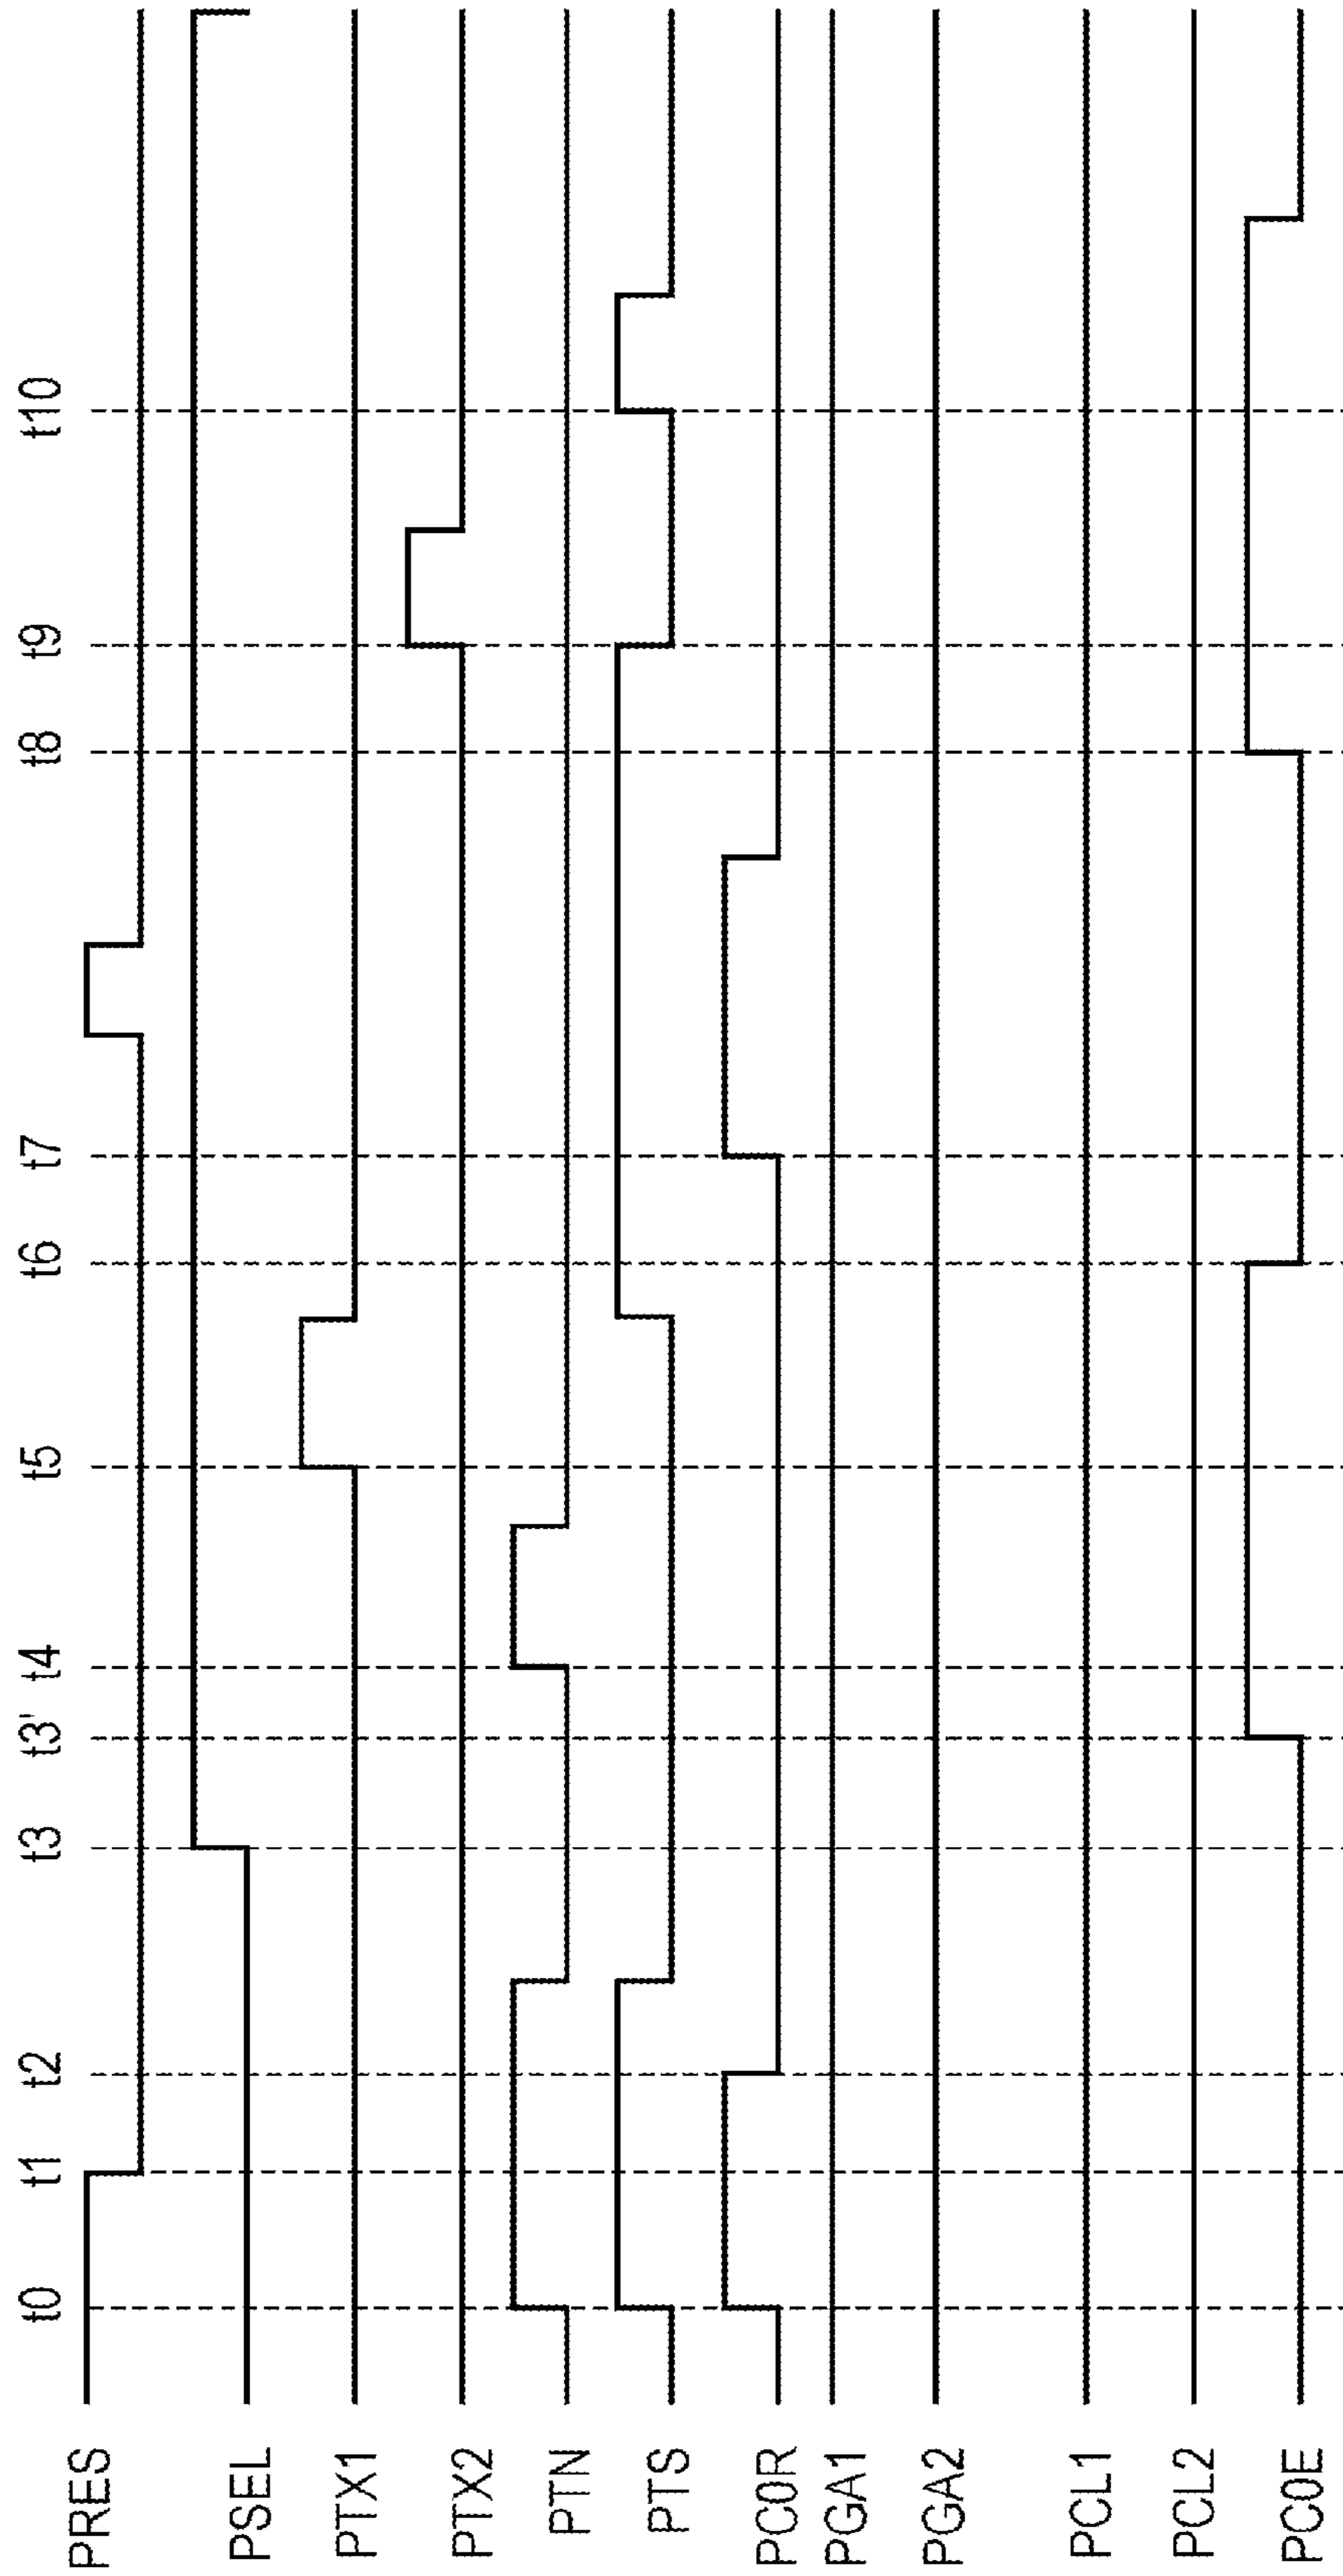 t0 t1 t2 t3 t3' t4 t5 t6 t7 t8 t9 t10
PRES
PSEL
PTX1
PTX2
PTN
PTS
PC0R
PGA1
PGA2
PCL1
PCL2
PC0E